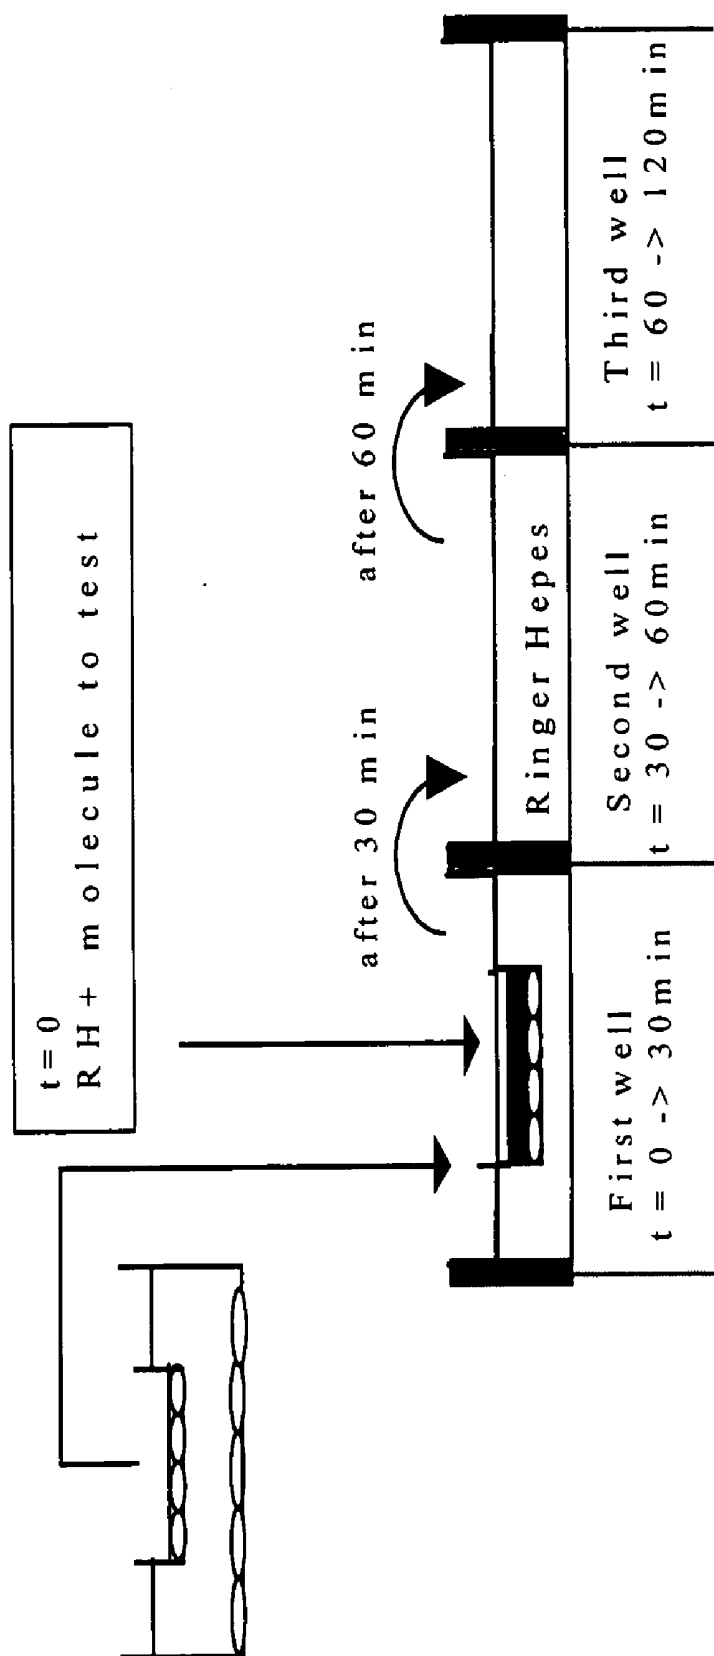 t=0
RH+ molecule to test
after 30 min
after 60 min
Ringer Hepes
First well
t = 0 -> 30min
Second well
t = 30 -> 60min
Third well
t = 60 -> 120min